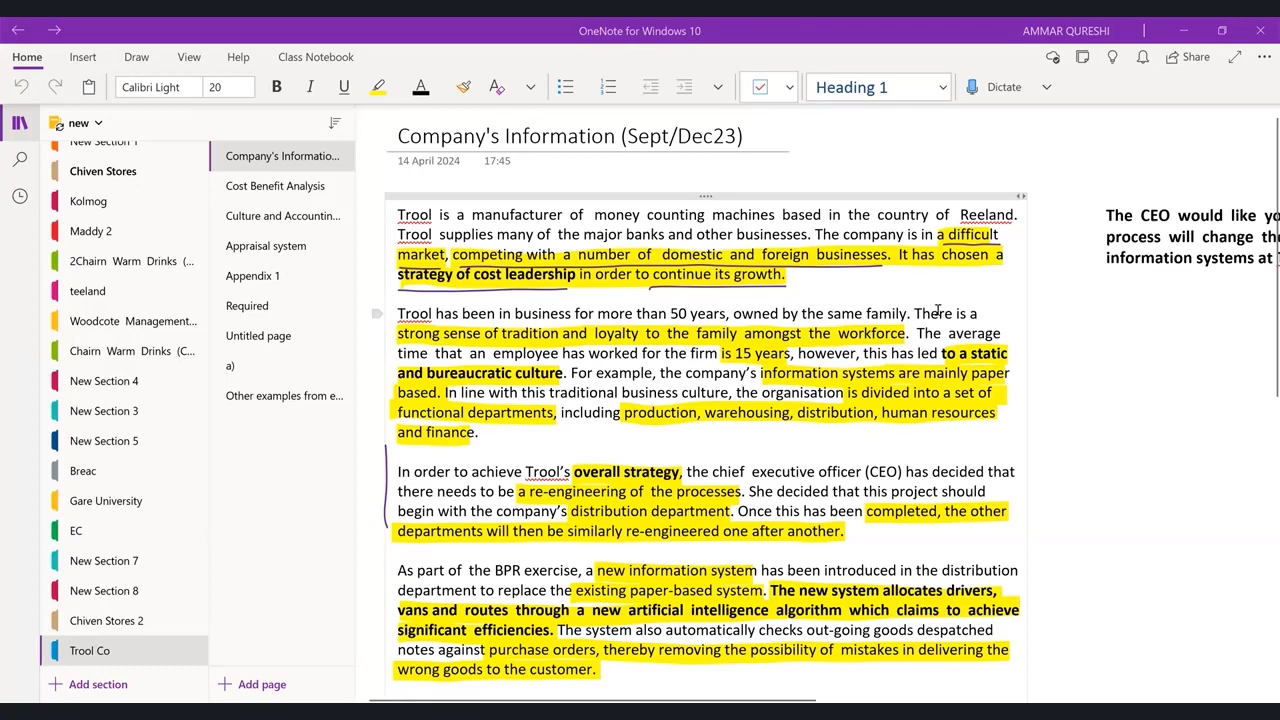 OneNote for Windows 10
AMMAR QURESHI
Home
Insert
Draw
View
Help
Class Notebook
Share
Calibri Light
20
B
I
U
A
Heading 1
Dictate
new
New Section 1
Chiven Stores
Kolmog
Maddy 2
2Chairn Warm Drinks (...
teeland
Woodcote Management...
Chairn Warm Drinks (C...
New Section 4
New Section 3
New Section 5
Breac
Gare University
EC
New Section 7
New Section 8
Chiven Stores 2
Trool Co
Add section
Company's Informatio...
Cost Benefit Analysis
Culture and Accountin...
Appraisal system
Appendix 1
Required
Untitled page
a)
Other examples from e...
Add page
Company's Information (Sept/Dec23)
14 April 2024 17:45
Trool is a manufacturer of money counting machines based in the country of Reeland.
Trool supplies many of the major banks and other businesses. The company is in a difficult
market, competing with a number of domestic and foreign businesses. It has chosen a
strategy of cost leadership in order to continue its growth.
Trool has been in business for more than 50 years, owned by the same family. There is a
strong sense of tradition and loyalty to the family amongst the workforce. The average
time that an employee has worked for the firm is 15 years, however, this has led to a static
and bureaucratic culture. For example, the company's information systems are mainly paper
based. In line with this traditional business culture, the organisation is divided into a set of
functional departments, including production, warehousing, distribution, human resources
and finance.
In order to achieve Trool's overall strategy, the chief executive officer (CEO) has decided that
there needs to be a re-engineering of the processes. She decided that this project should
begin with the company's distribution department. Once this has been completed, the other
departments will then be similarly re-engineered one after another.
As part of the BPR exercise, a new information system has been introduced in the distribution
department to replace the existing paper-based system. The new system allocates drivers,
vans and routes through a new artificial intelligence algorithm which claims to achieve
significant efficiencies. The system also automatically checks out-going goods despatched
notes against purchase orders, thereby removing the possibility of mistakes in delivering the
wrong goods to the customer.
The CEO would like yo
process will change th
information systems at